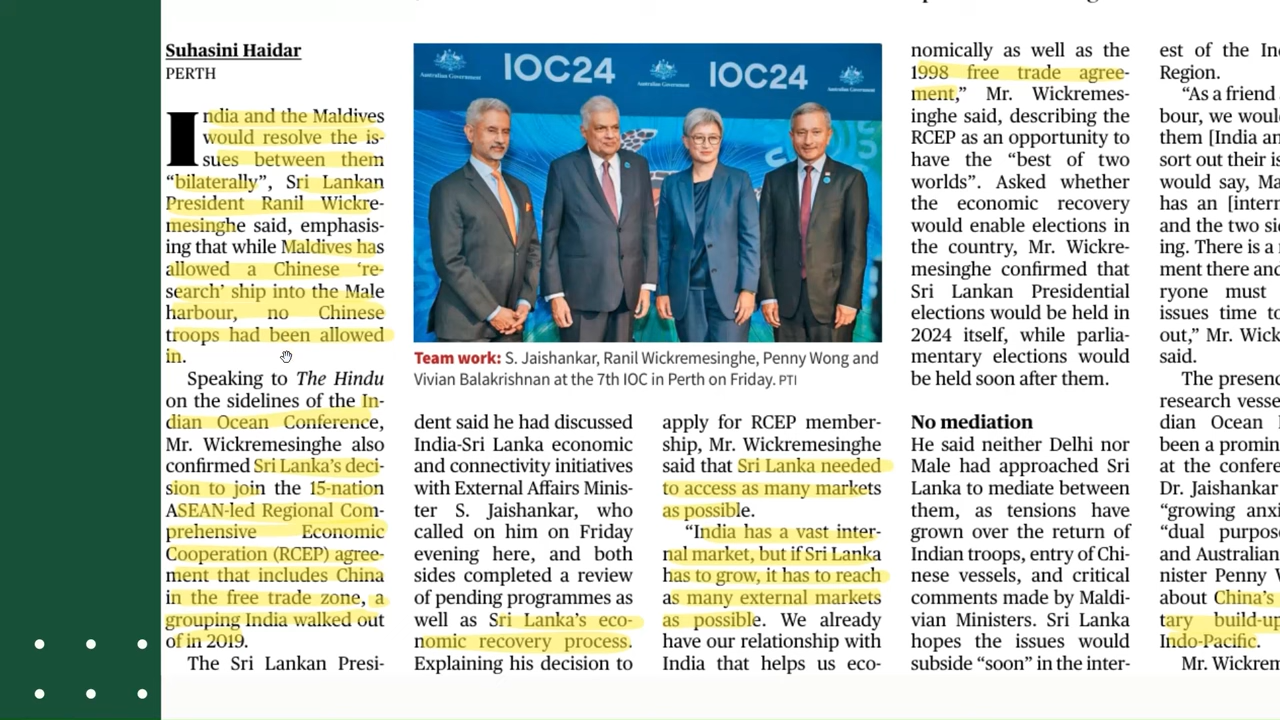 Suhasini Haidar
PERTH
India and the Maldives
would resolve the is-
sues between them
“bilaterally”, Sri Lankan
President Ranil Wickre-
mesinghe said, emphasis-
ing that while Maldives has
allowed a Chinese ‘re-
search’ ship into the Male
harbour, no Chinese
troops had been allowed
in.
Speaking to The Hindu
on the sidelines of the In-
dian Ocean Conference,
Mr. Wickremesinghe also
confirmed Sri Lanka’s deci-
sion to join the 15-nation
ASEAN-led Regional Com-
prehensive Economic
Cooperation (RCEP) agree-
ment that includes China
in the free trade zone, a
grouping India walked out
of in 2019.
The Sri Lankan Presi-
Australian Government
IOC24
Australian Government
IOC24
Australian Government
Team work: S. Jaishankar, Ranil Wickremesinghe, Penny Wong and
Vivian Balakrishnan at the 7th IOC in Perth on Friday. PTI
dent said he had discussed
India-Sri Lanka economic
and connectivity initiatives
with External Affairs Minis-
ter S. Jaishankar, who
called on him on Friday
evening here, and both
sides completed a review
of pending programmes as
well as Sri Lanka’s eco-
nomic recovery process.
Explaining his decision to
apply for RCEP member-
ship, Mr. Wickremesinghe
said that Sri Lanka needed
to access as many markets
as possible.
“India has a vast inter-
nal market, but if Sri Lanka
has to grow, it has to reach
as many external markets
as possible. We already
have our relationship with
India that helps us eco-
nomically as well as the
1998 free trade agree-
ment,” Mr. Wickremes-
inghe said, describing the
RCEP as an opportunity to
have the “best of two
worlds”. Asked whether
the economic recovery
would enable elections in
the country, Mr. Wickre-
mesinghe confirmed that
Sri Lankan Presidential
elections would be held in
2024 itself, while parlia-
mentary elections would
be held soon after them.
No mediation
He said neither Delhi nor
Male had approached Sri
Lanka to mediate between
them, as tensions have
grown over the return of
Indian troops, entry of Chi-
nese vessels, and critical
comments made by Maldi-
vian Ministers. Sri Lanka
hopes the issues would
subside “soon” in the inter-
est of the In
Region.
“As a friend a
bour, we woul
them [India an
sort out their is
would say, Ma
has an [intern
and the two si
ing. There is a
ment there and
ryone must
issues time to
out,” Mr. Wick
said.
The presenc
research vesse
dian Ocean
been a promin
at the confere
Dr. Jaishankar
“growing anxi
“dual purpos
and Australian
nister Penny W
about China’s
tary build-up
Indo-Pacific.
Mr. Wickrem